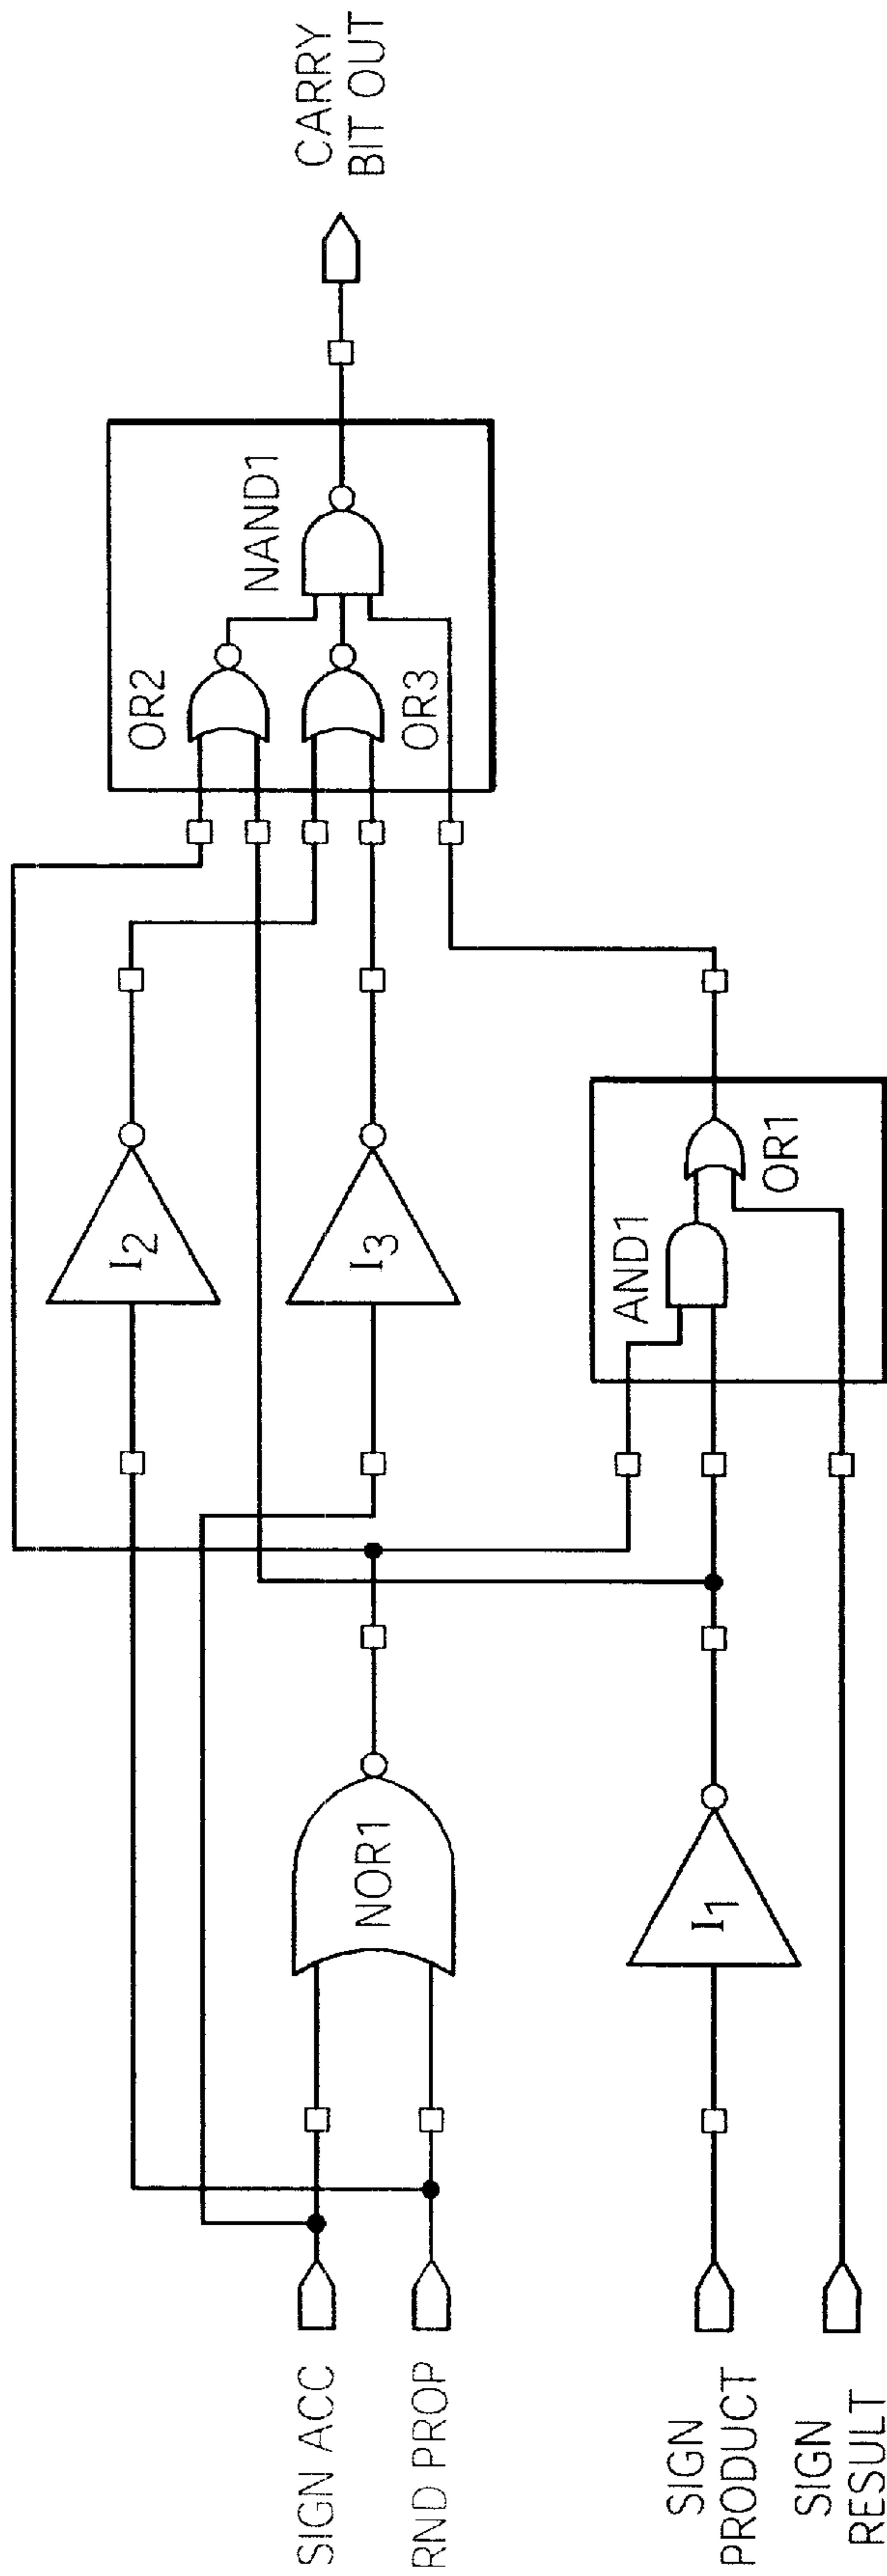 SIGN ACC
RND PROP
SIGN
PRODUCT
SIGN
RESULT
NOR1
I1
I2
I3
AND1
OR1
OR2
OR3
NAND1
CARRY
BIT OUT